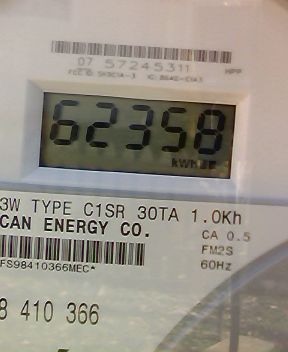 07 57245311
HPP
62358
kWh
3W TYPE C1SR 30TA 1.0Kh
CAN ENERGY CO.
CA 0.5
FM2S
60Hz
FS98410366MEC*
8 410 366